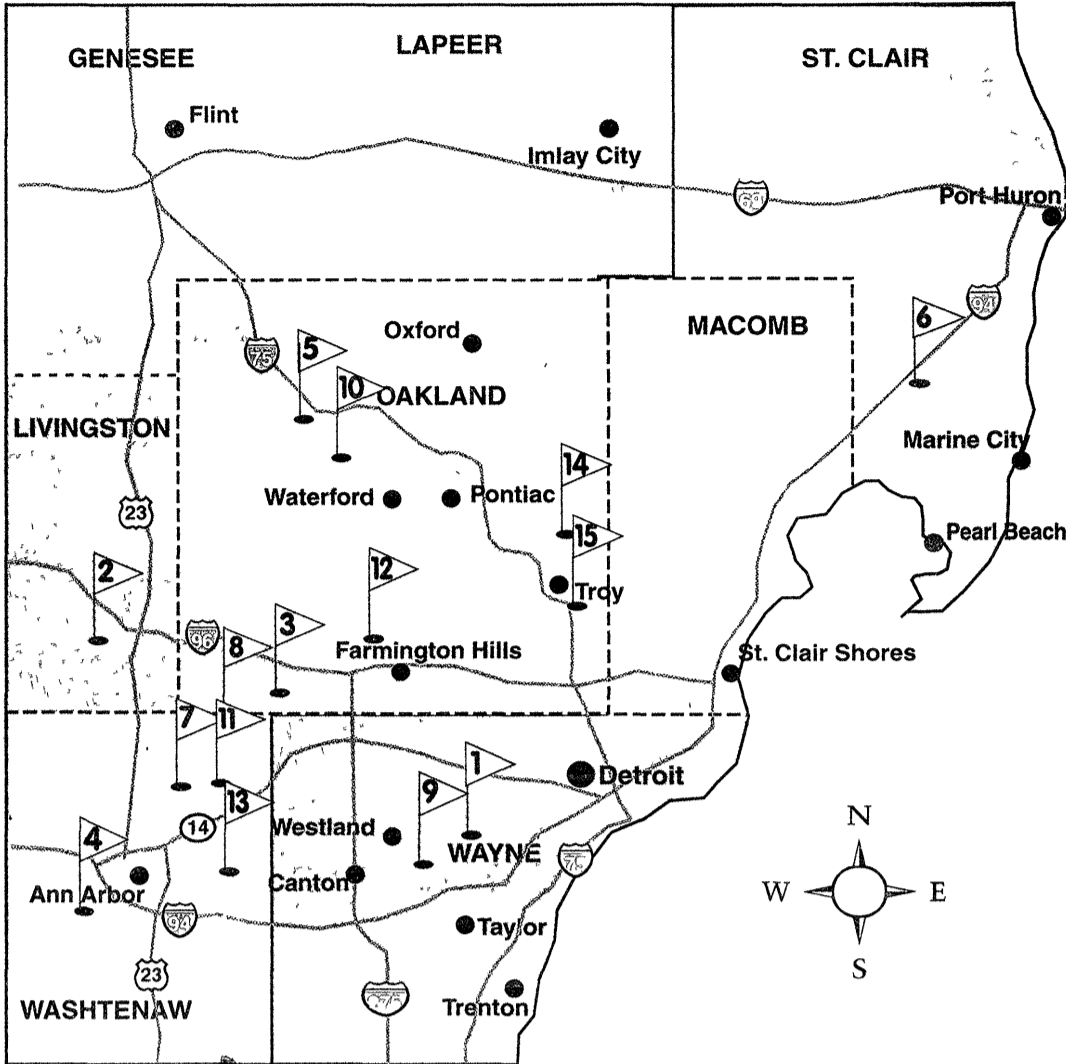 GENESEE
LAPEER
ST. CLAIR
Flint
Imlay City
69
Port Huron
94
6
MACOMB
Oxford
5
75
10
OAKLAND
LIVINGSTON
Marine City
14
23
Waterford
Pontiac
15
Pearl Beach
2
12
Troy
96
8
3
Farmington Hills
St. Clair Shores
7
11
1
Detroit
9
13
14
4
Westland
WAYNE
75
N
Ann Arbor
Canton
W
E
94
Taylor
S
23
275
WASHTENAW
Trenton